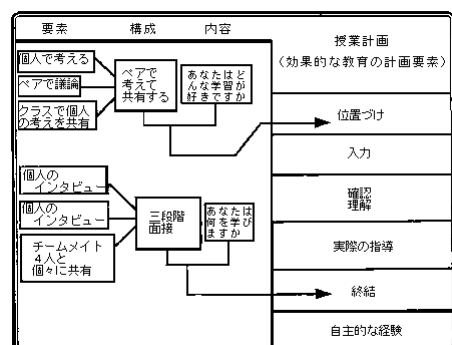 要素 構成 内容
個人で考える
ペアで議論
クラスで個人
の考えを共有
ペアで
考えて
共有する
あなたはど
んな学習が
好きですか
個人の
インタビュー
個人の
インタビュー
チームメイト
4人と
個々に共有
三段階
面接
あなたは
何を学び
ますか
授業計画
(効果的な教育の計画要素)
位置づけ
入力
確認
理解
実際の指導
終結
自主的な経験